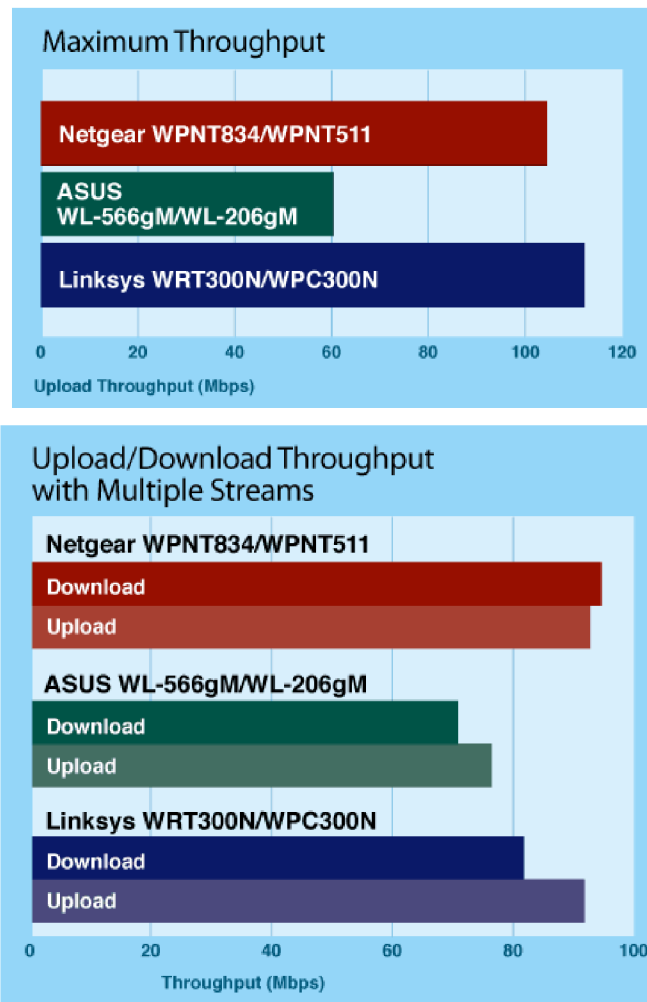 Maximum Throughput
Netgear WPNT834/WPNT511
ASUS
WL-566gM/WL-206gM
Linksys WRT300N/WPC300N
0 20 40 60 80 100 120
Upload Throughput (Mbps)
Upload/Download Throughput
with Multiple Streams
Netgear WPNT834/WPNT511
Download
Upload
ASUS WL-566gM/WL-206gM
Download
Upload
Linksys WRT300N/WPC300N
Download
Upload
0 20 40 60 80 100
Throughput (Mbps)